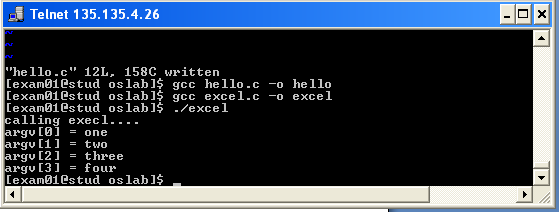 Telnet 135.135.4.26
~
~
~
"hello.c" 12L, 158C written
[exam01@stud oslab]$ gcc hello.c -o hello
[exam01@stud oslab]$ gcc excel.c -o excel
[exam01@stud oslab]$ ./excel
calling execl....
argv[0] = one
argv[1] = two
argv[2] = three
argv[3] = four
[exam01@stud oslab]$